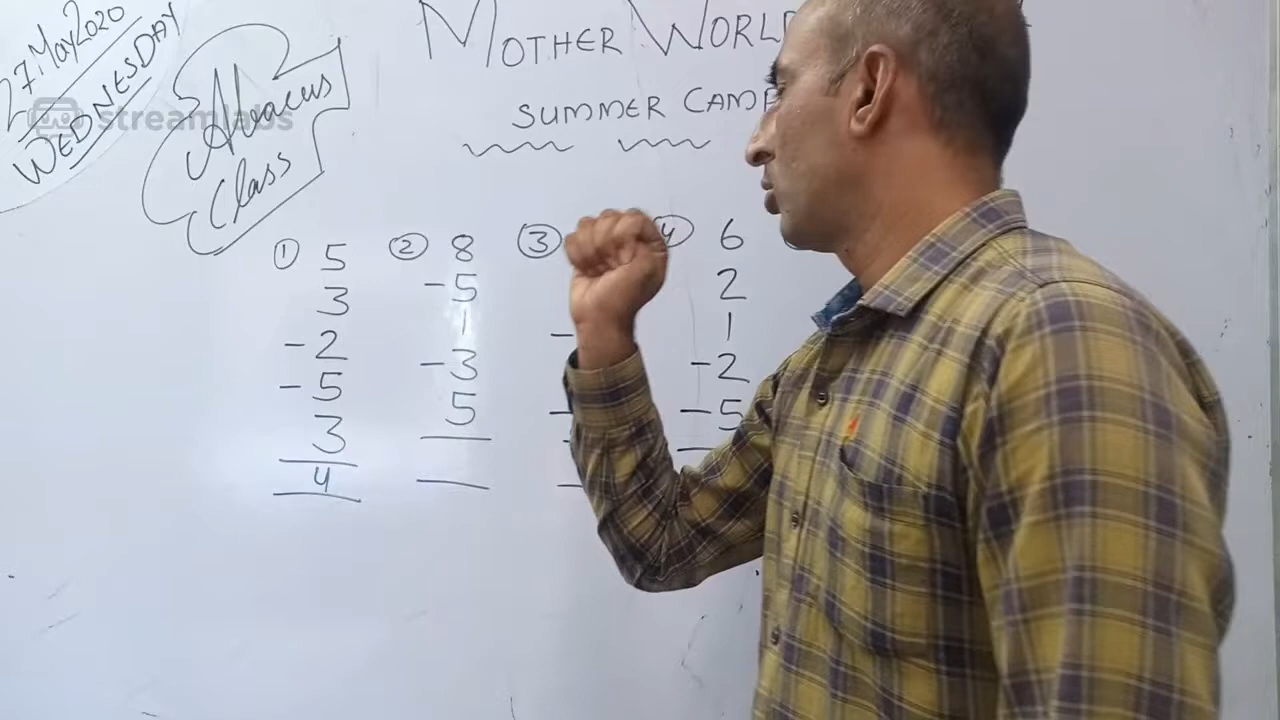 27 May 2020
WEDNESDAY
streamlabs
Abacus
Class
MOTHER WORLD
SUMMER CAMP
① 5
3
-2
-5
3
4
② 8
-5
1
-3
5
③
-
-
④ 6
2
1
-2
-5